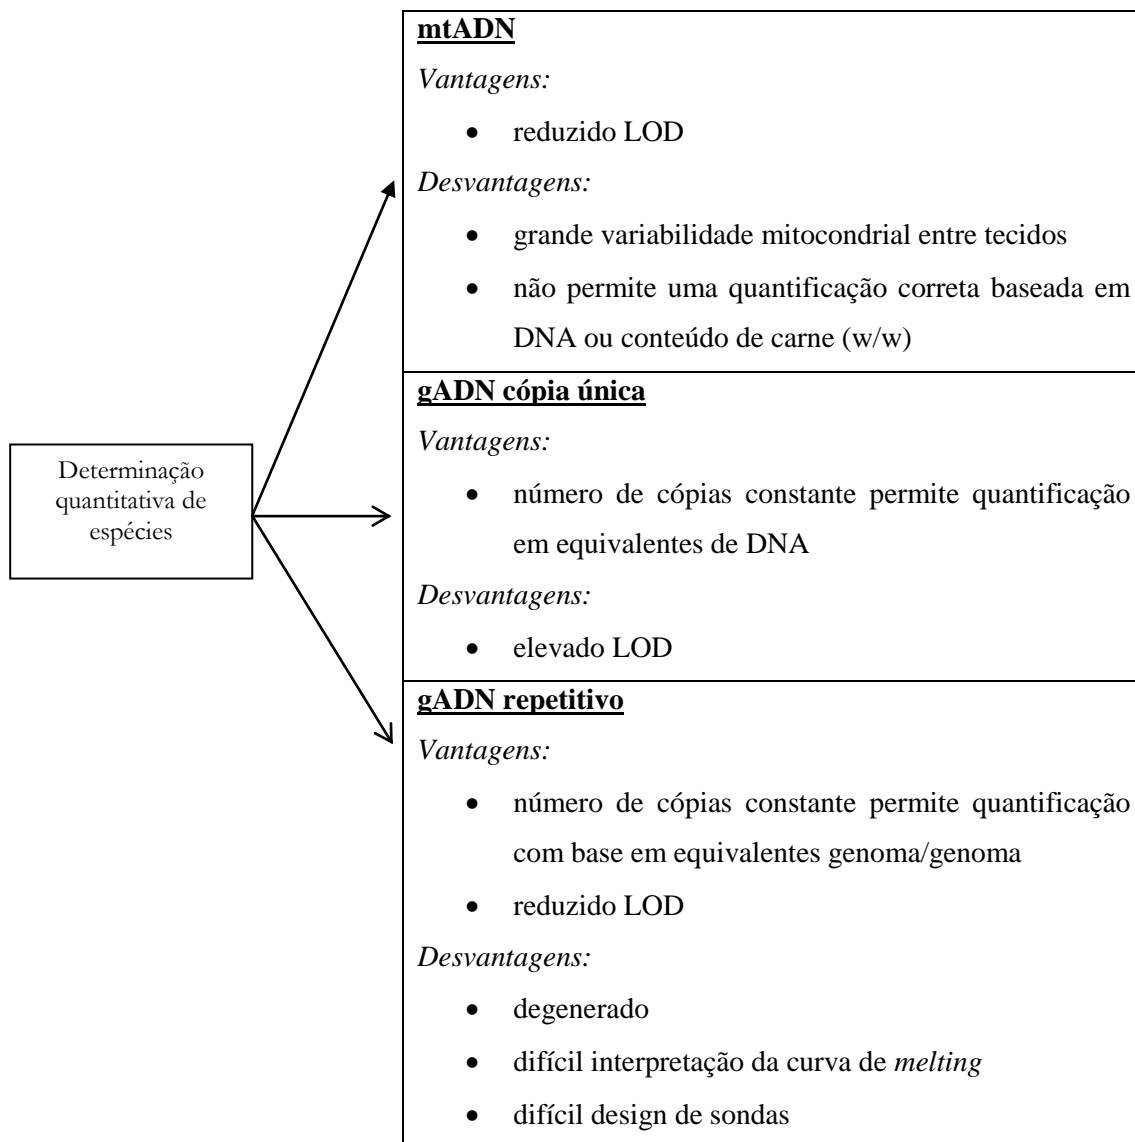 Determinação
quantitativa de
espécies
mtADN
Vantagens:
• reduzido LOD
Desvantagens:
• grande variabilidade mitocondrial entre tecidos
• não permite uma quantificação correta baseada em
DNA ou conteúdo de carne (w/w)
gADN cópia única
Vantagens:
• número de cópias constante permite quantificação
em equivalentes de DNA
Desvantagens:
• elevado LOD
gADN repetitivo
Vantagens:
• número de cópias constante permite quantificação
com base em equivalentes genoma/genoma
• reduzido LOD
Desvantagens:
• degenerado
• difícil interpretação da curva de melting
• difícil design de sondas